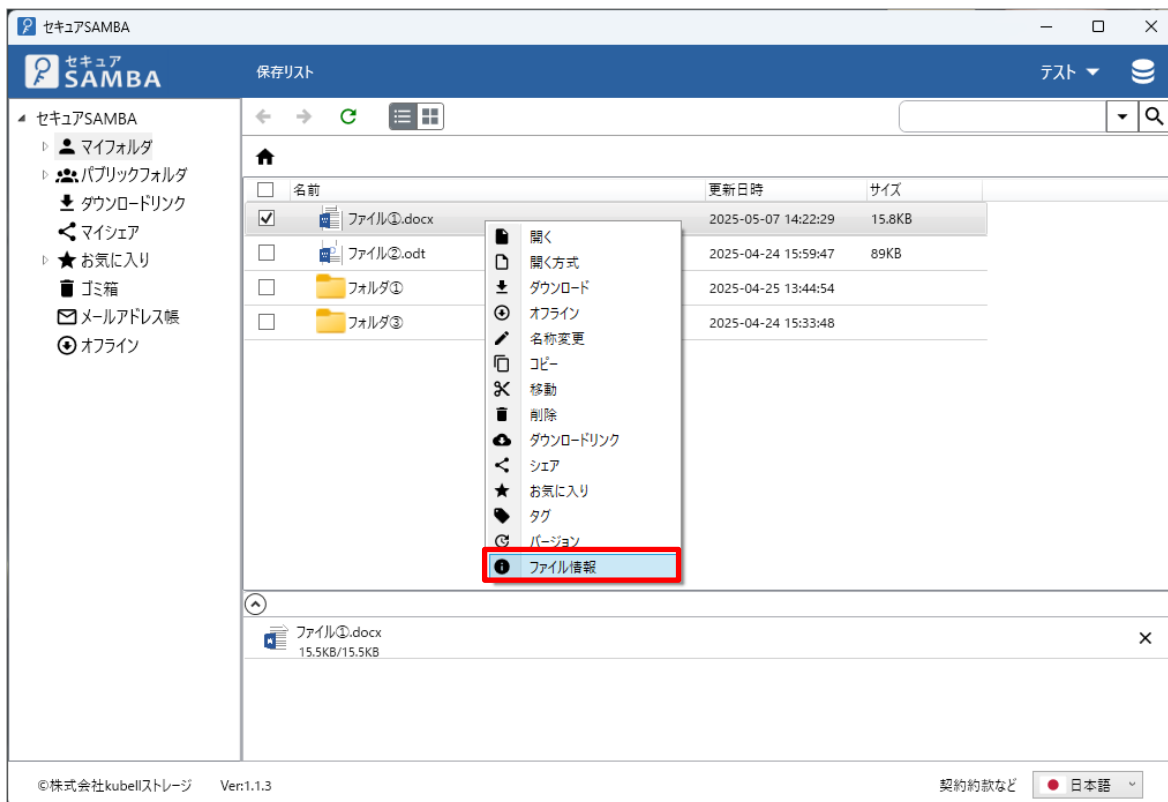 セキュアSAMBA
セキュア
SAMBA
保存リスト
テスト
セキュアSAMBA
マイフォルダ
パブリックフォルダ
ダウンロードリンク
マイシェア
お気に入り
ゴミ箱
メールアドレス帳
オフライン
名前 更新日時 サイズ
ファイル①.docx 2025-05-07 14:22:29 15.8KB
ファイル②.odt 2025-04-24 15:59:47 89KB
フォルダ① 2025-04-25 13:44:54
フォルダ③ 2025-04-24 15:33:48
開く
開く方式
ダウンロード
オフライン
名称変更
コピー
移動
削除
ダウンロードリンク
シェア
お気に入り
タグ
バージョン
ファイル情報
ファイル①.docx
15.5KB/15.5KB
©株式会社kubellストレージ Ver:1.1.3 契約約款など 日本語